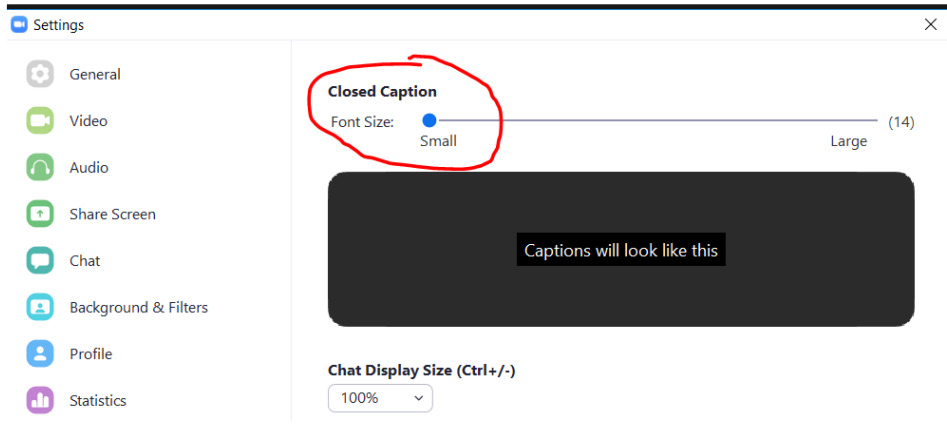 Settings
General
Video
Audio
Share Screen
Chat
Background & Filters
Profile
Statistics
Closed Caption
Font Size:
(14)
Small
Large
Captions will look like this
Chat Display Size (Ctrl+/-)
100%